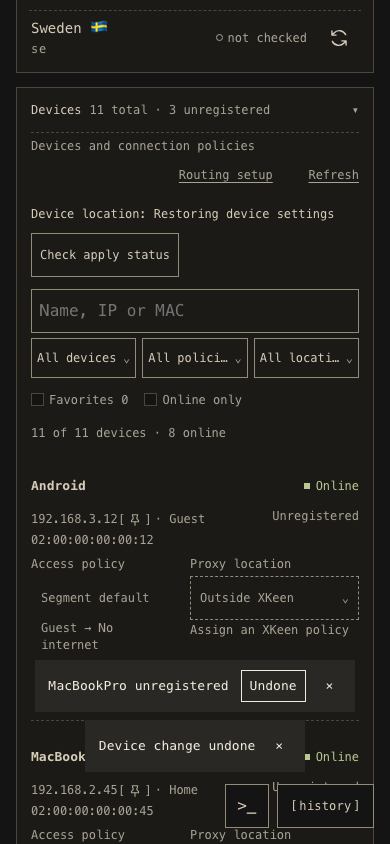 Sweden 🇸🇪
se
not checked
Devices 11 total · 3 unregistered
Devices and connection policies
Routing setup Refresh
Device location: Restoring device settings
Check apply status
Name, IP or MAC
All devices All polici… All locati…
Favorites 0 Online only
11 of 11 devices · 8 online
Android Online
192.168.3.12[ ]· Guest Unregistered
02:00:00:00:00:12
Access policy Proxy location
Segment default Outside XKeen
Guest → No internet
Assign an XKeen policy
MacBookPro unregistered Undone ×
Device change undone ×
MacBook Online
192.168.2.45[ ]· Home
02:00:00:00:00:45
>_ [history]
Access policy Proxy location